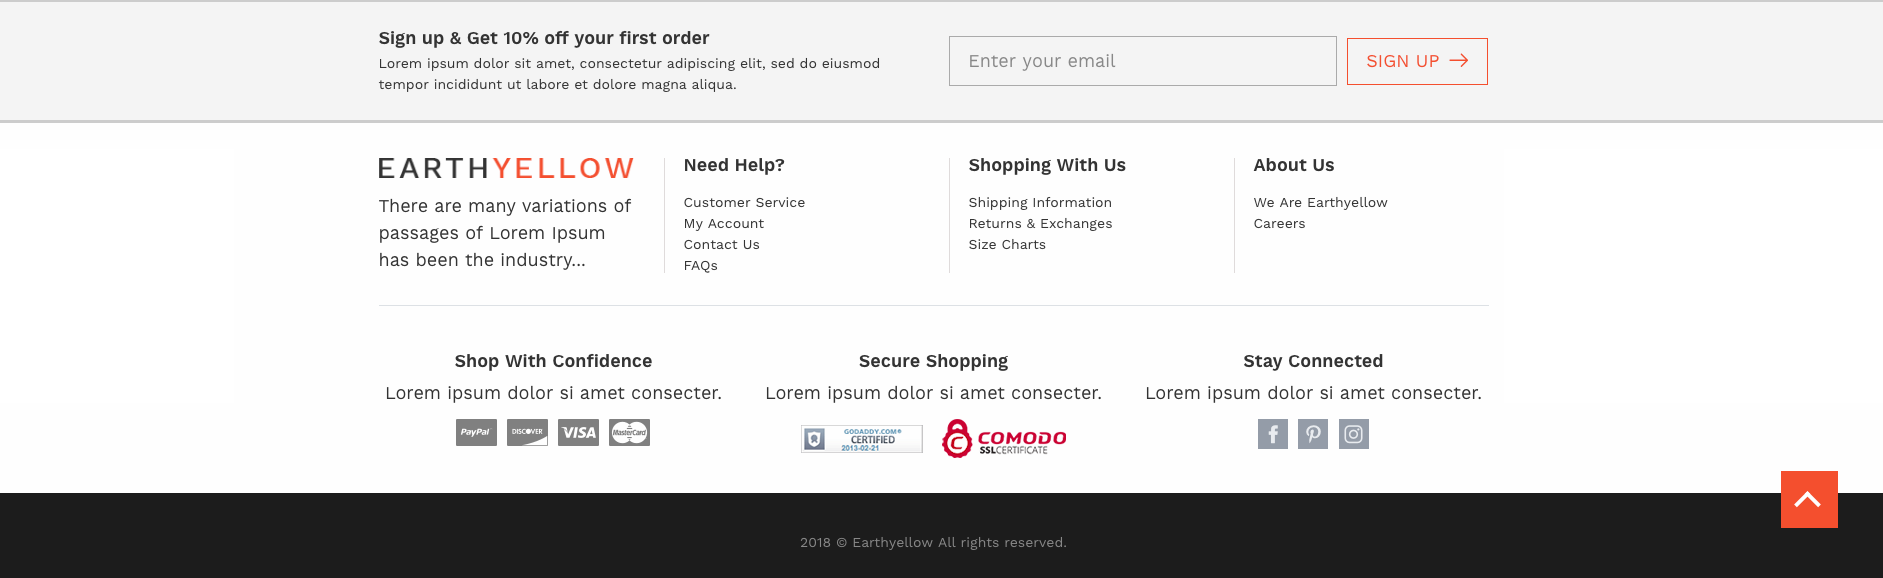 Sign up & Get 10% off your first order
Lorem ipsum dolor sit amet, consectetur adipiscing elit, sed do eiusmod
tempor incididunt ut labore et dolore magna aliqua.
Enter your email
SIGN UP
EARTHYELLOW
There are many variations of
passages of Lorem Ipsum
has been the industry...
Need Help?
Customer Service
My Account
Contact Us
FAQs
Shopping With Us
Shipping Information
Returns & Exchanges
Size Charts
About Us
We Are Earthyellow
Careers
Shop With Confidence
Lorem ipsum dolor si amet consecter.
PayPal
DISCOVER
VISA
MasterCard
Secure Shopping
Lorem ipsum dolor si amet consecter.
GODADDY.COM®
CERTIFIED
2013-02-21
COMODO
SSLCERTIFICATE
Stay Connected
Lorem ipsum dolor si amet consecter.
2018 © Earthyellow All rights reserved.